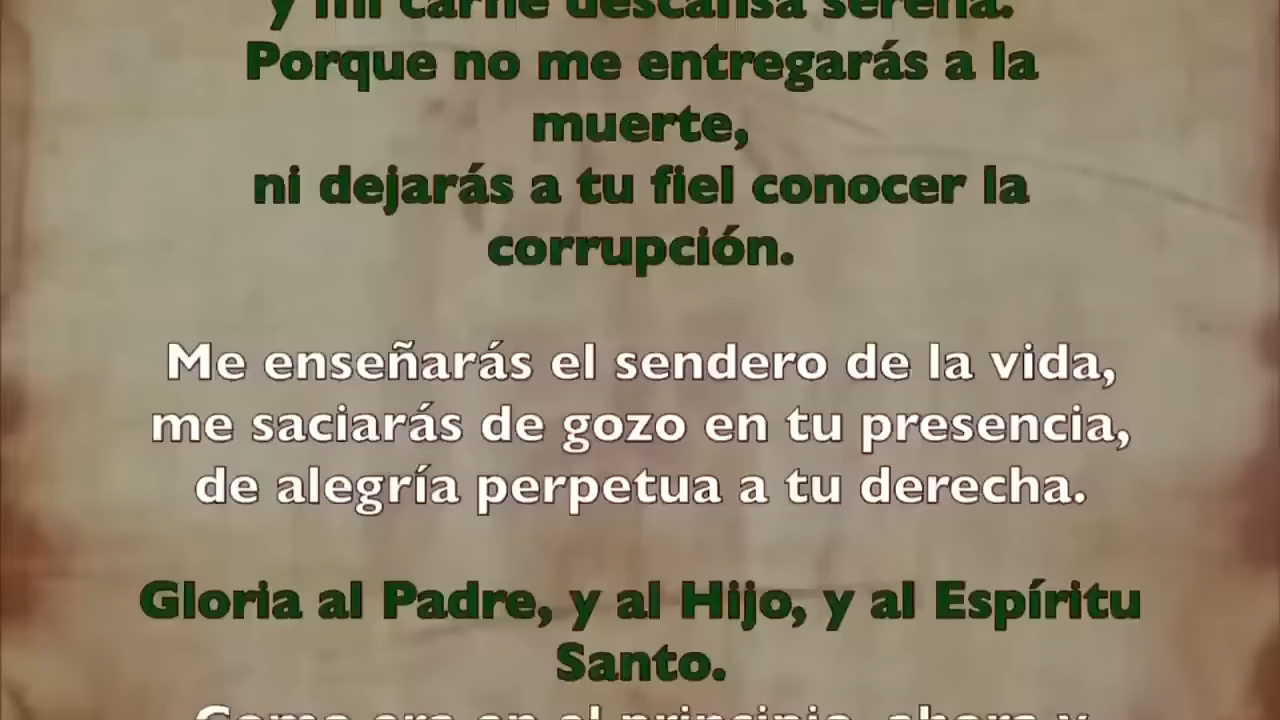 y mi carne descansa serena.
Porque no me entregarás a la
muerte,
ni dejarás a tu fiel conocer la
corrupción.
Me enseñarás el sendero de la vida,
me saciarás de gozo en tu presencia,
de alegría perpetua a tu derecha.
Gloria al Padre, y al Hijo, y al Espíritu
Santo.
Como era en el principio, ahora y